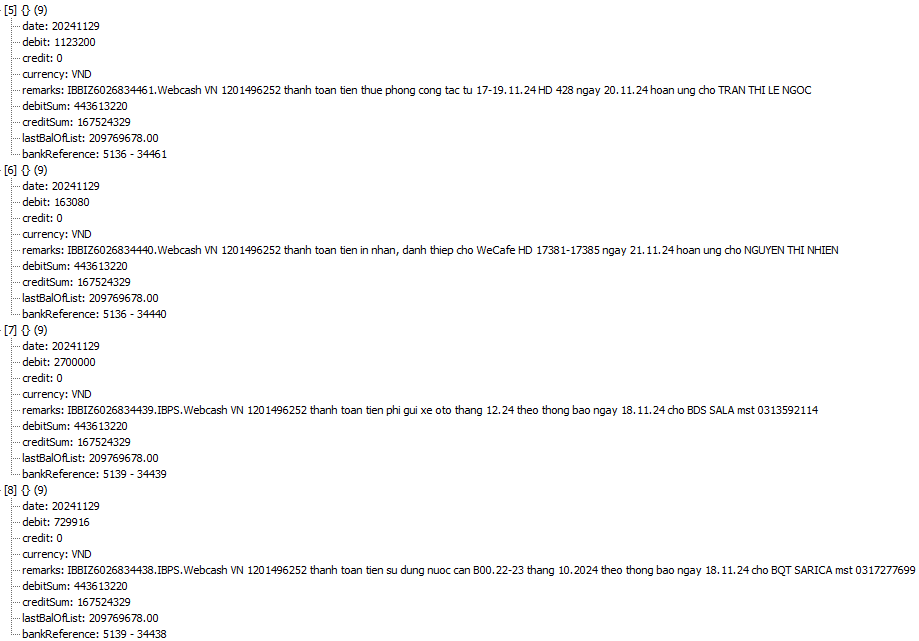 [5] {} (9)
date: 20241129
debit: 1123200
credit: 0
currency: VND
remarks: IBBIZ6026834461.Webcash VN 1201496252 thanh toan tien thue phong cong tac tu 17-19.11.24 HD 428 ngay 20.11.24 hoan ung cho TRAN THI LE NGOC
debitSum: 443613220
creditSum: 167524329
lastBalOfList: 209769678.00
bankReference: 5136 - 34461
[6] {} (9)
date: 20241129
debit: 163080
credit: 0
currency: VND
remarks: IBBIZ6026834440.Webcash VN 1201496252 thanh toan tien in nhan, danh thiep cho WeCafe HD 17381-17385 ngay 21.11.24 hoan ung cho NGUYEN THI NHIEN
debitSum: 443613220
creditSum: 167524329
lastBalOfList: 209769678.00
bankReference: 5136 - 34440
[7] {} (9)
date: 20241129
debit: 2700000
credit: 0
currency: VND
remarks: IBBIZ6026834439.IBPS.Webcash VN 1201496252 thanh toan tien phi gui xe oto thang 12.24 theo thong bao ngay 18.11.24 cho BDS SALA mst 0313592114
debitSum: 443613220
creditSum: 167524329
lastBalOfList: 209769678.00
bankReference: 5139 - 34439
[8] {} (9)
date: 20241129
debit: 729916
credit: 0
currency: VND
remarks: IBBIZ6026834438.IBPS.Webcash VN 1201496252 thanh toan tien su dung nuoc can B00.22-23 thang 10.2024 theo thong bao ngay 18.11.24 cho BQT SARICA mst 0317277699
debitSum: 443613220
creditSum: 167524329
lastBalOfList: 209769678.00
bankReference: 5139 - 34438